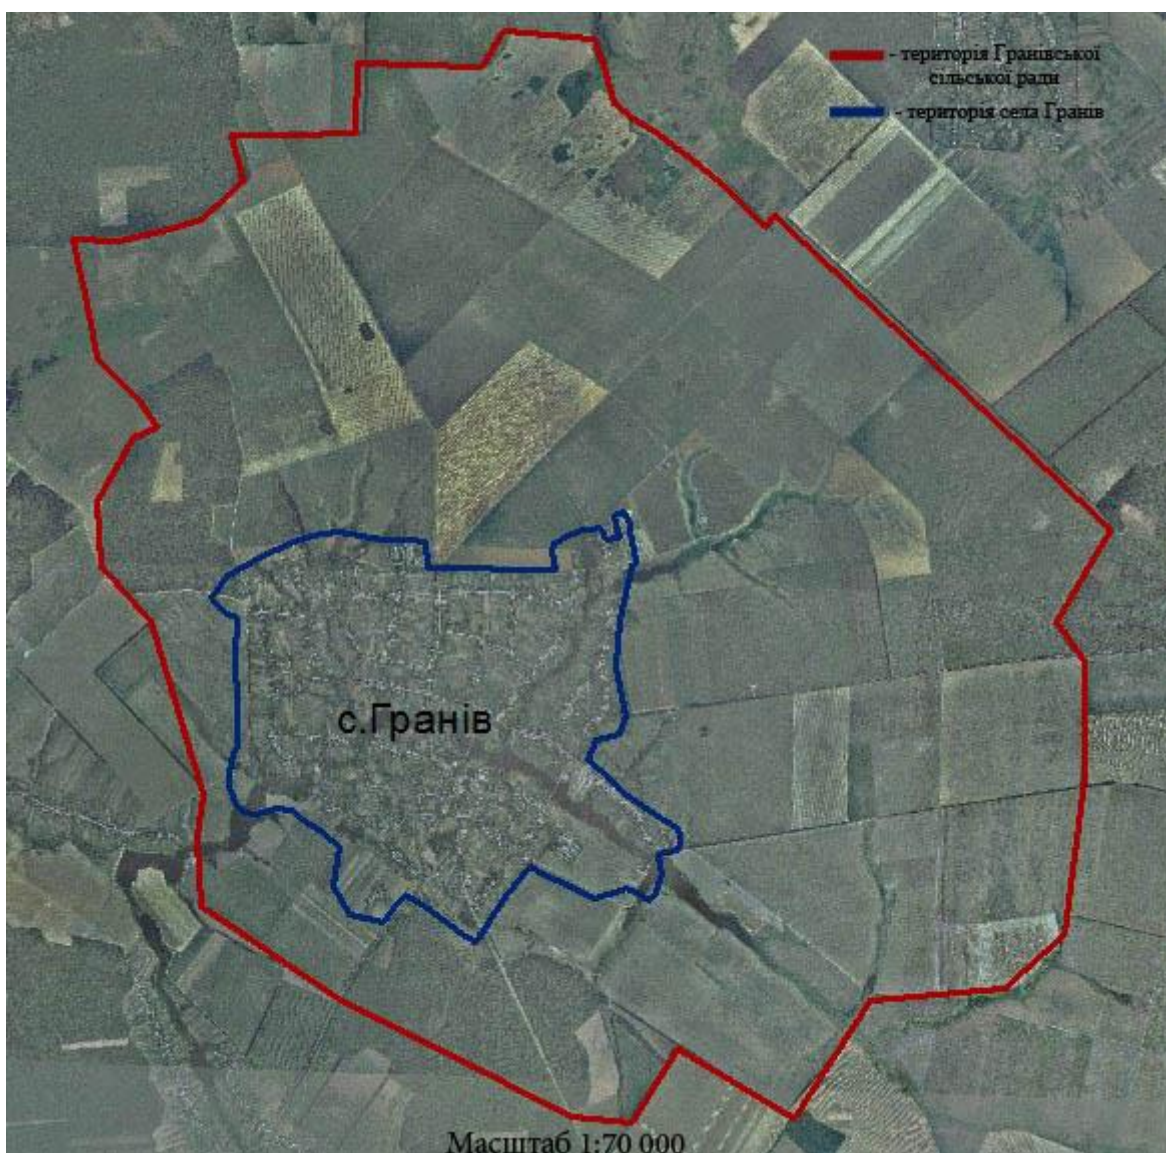 - територія Гранівської
сільської ради
- територія села Гранів
с.Гранів
Масштаб 1:70 000